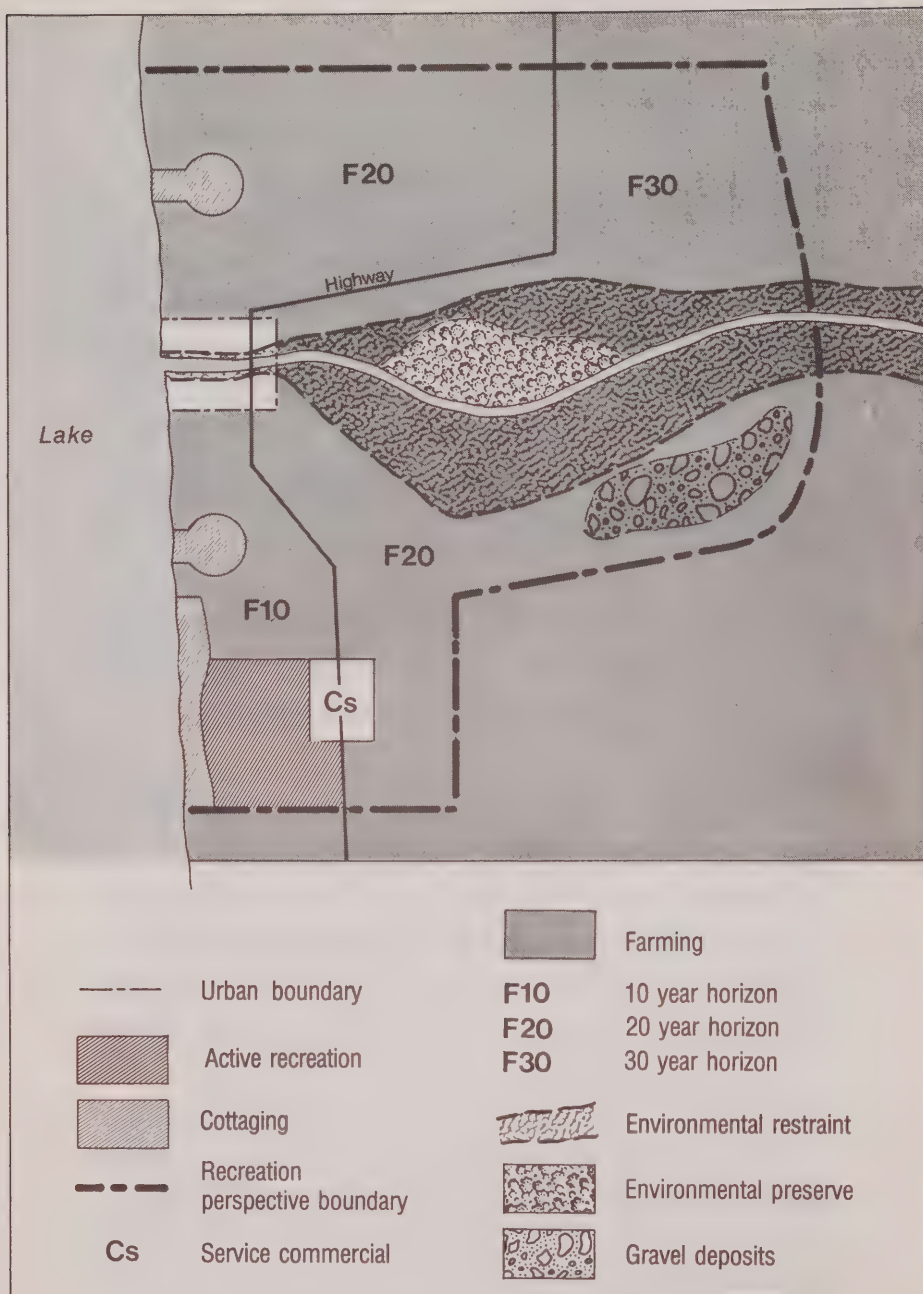 F20
F30
Highway
Lake
F20
F10
Cs
Urban boundary
Active recreation
Cottaging
Recreation
perspective boundary
Cs Service commercial
Farming
F10 10 year horizon
F20 20 year horizon
F30 30 year horizon
Environmental restraint
Environmental preserve
Gravel deposits